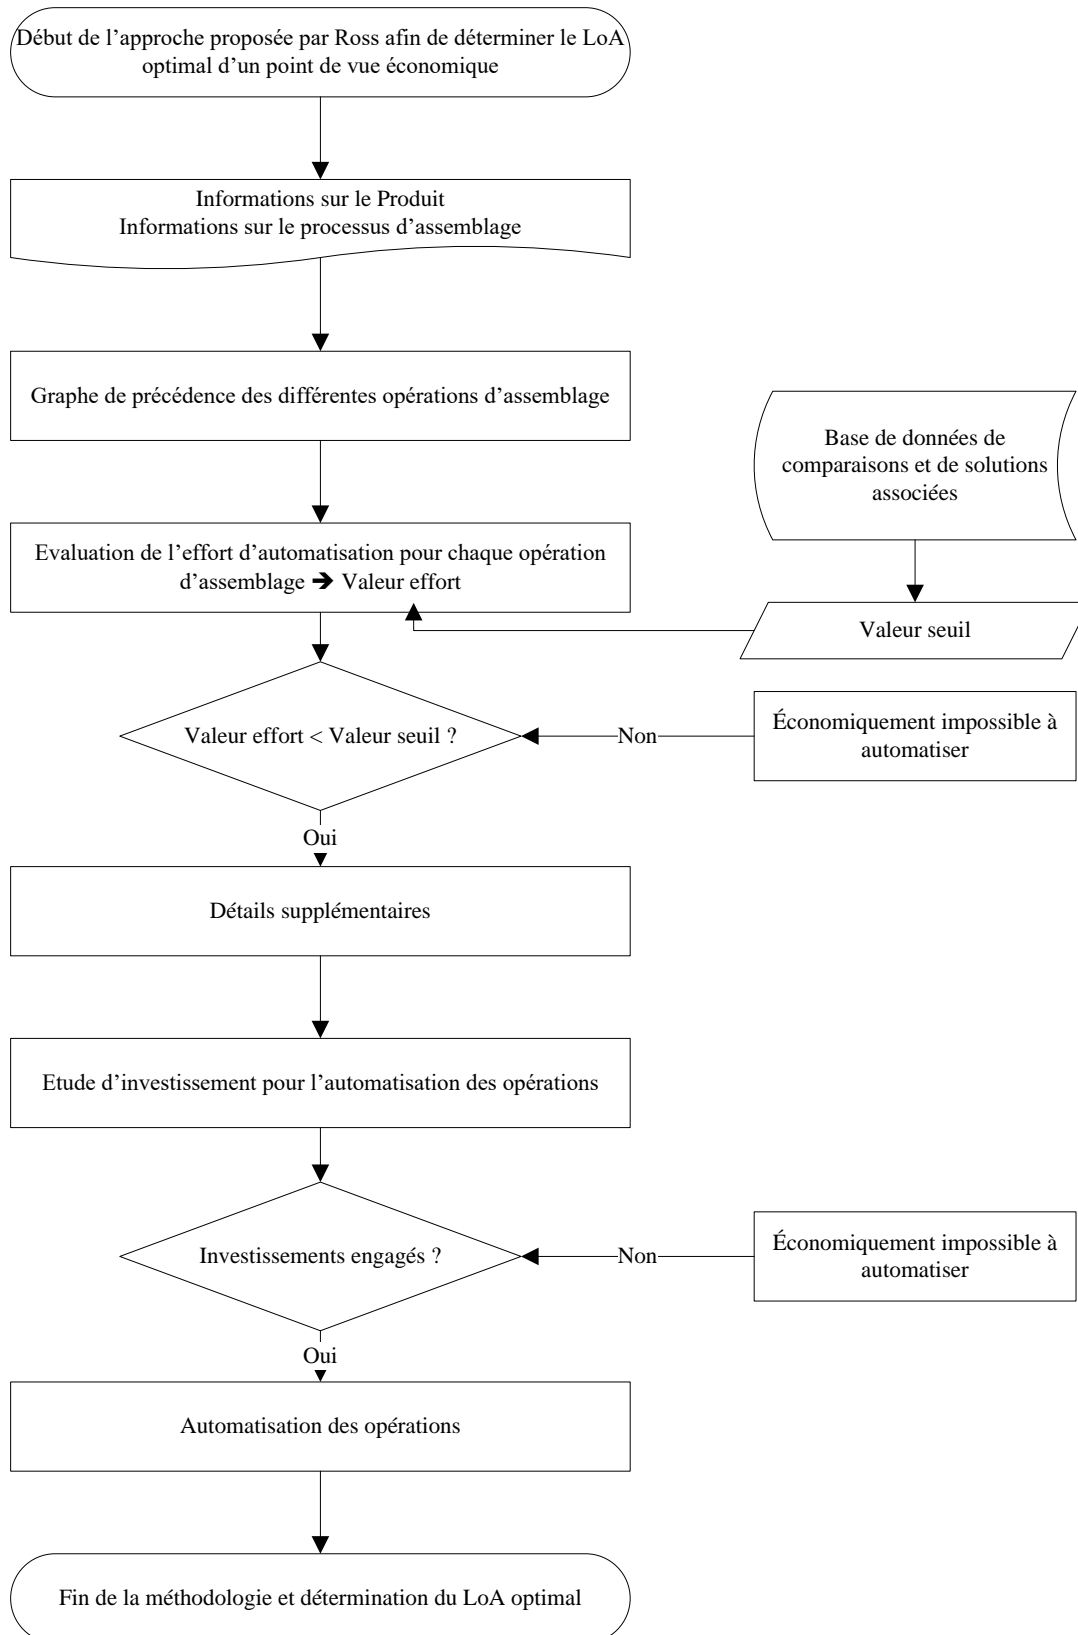 Début de l’approche proposée par Ross afin de déterminer le LoA
optimal d’un point de vue économique
Informations sur le Produit
Informations sur le processus d’assemblage
Graphe de précédence des différentes opérations d’assemblage
Base de données de
comparaisons et de solutions
associées
Evaluation de l’effort d’automatisation pour chaque opération
d’assemblage ➔ Valeur effort
Valeur seuil
Valeur effort < Valeur seuil ?
Non
Économiquement impossible à
automatiser
Oui
Détails supplémentaires
Etude d’investissement pour l’automatisation des opérations
Investissements engagés ?
Non
Économiquement impossible à
automatiser
Oui
Automatisation des opérations
Fin de la méthodologie et détermination du LoA optimal